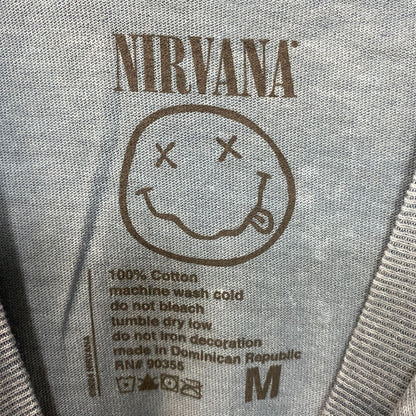 NIRVANA
100% Cotton
machine wash cold
do not bleach
tumble dry low
do not iron decoration
made in Dominican Republic
RN# 90355
M